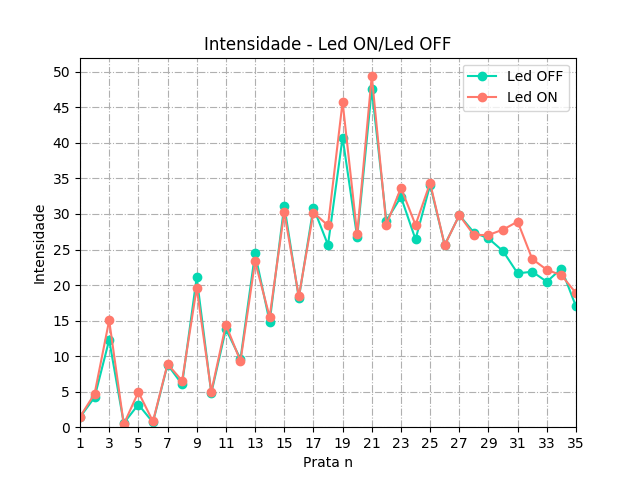 Intensidade - Led ON/Led OFF
Led OFF
Led ON
Intensidade
50
45
40
35
30
25
20
15
10
5
0
1 3 5 7 9 11 13 15 17 19 21 23 25 27 29 31 33 35
Prata n